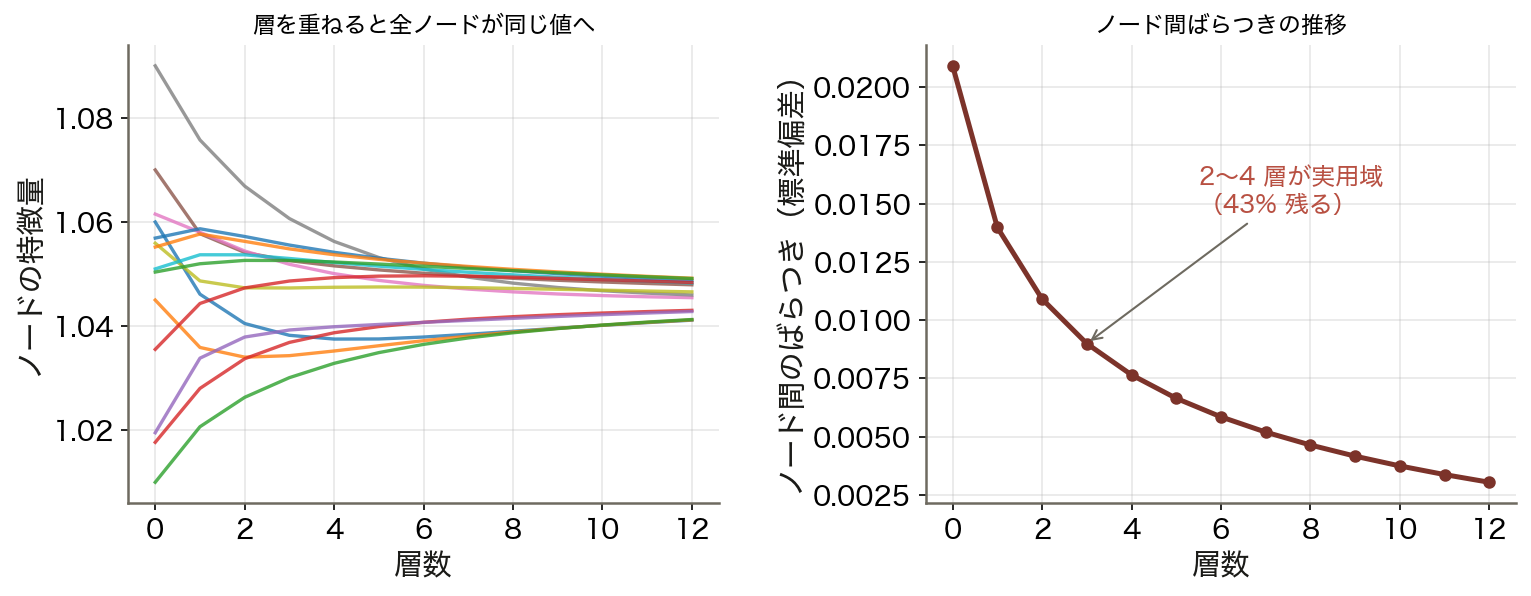 層を重ねると全ノードが同じ値へ
ノードの特徴量
1.08
1.06
1.04
1.02
0 2 4 6 8 10 12
層数
ノード間ばらつきの推移
ノード間のばらつき（標準偏差）
0.0200
0.0175
0.0150
0.0125
0.0100
0.0075
0.0050
0.0025
2〜4 層が実用域
（43% 残る）
0 2 4 6 8 10 12
層数